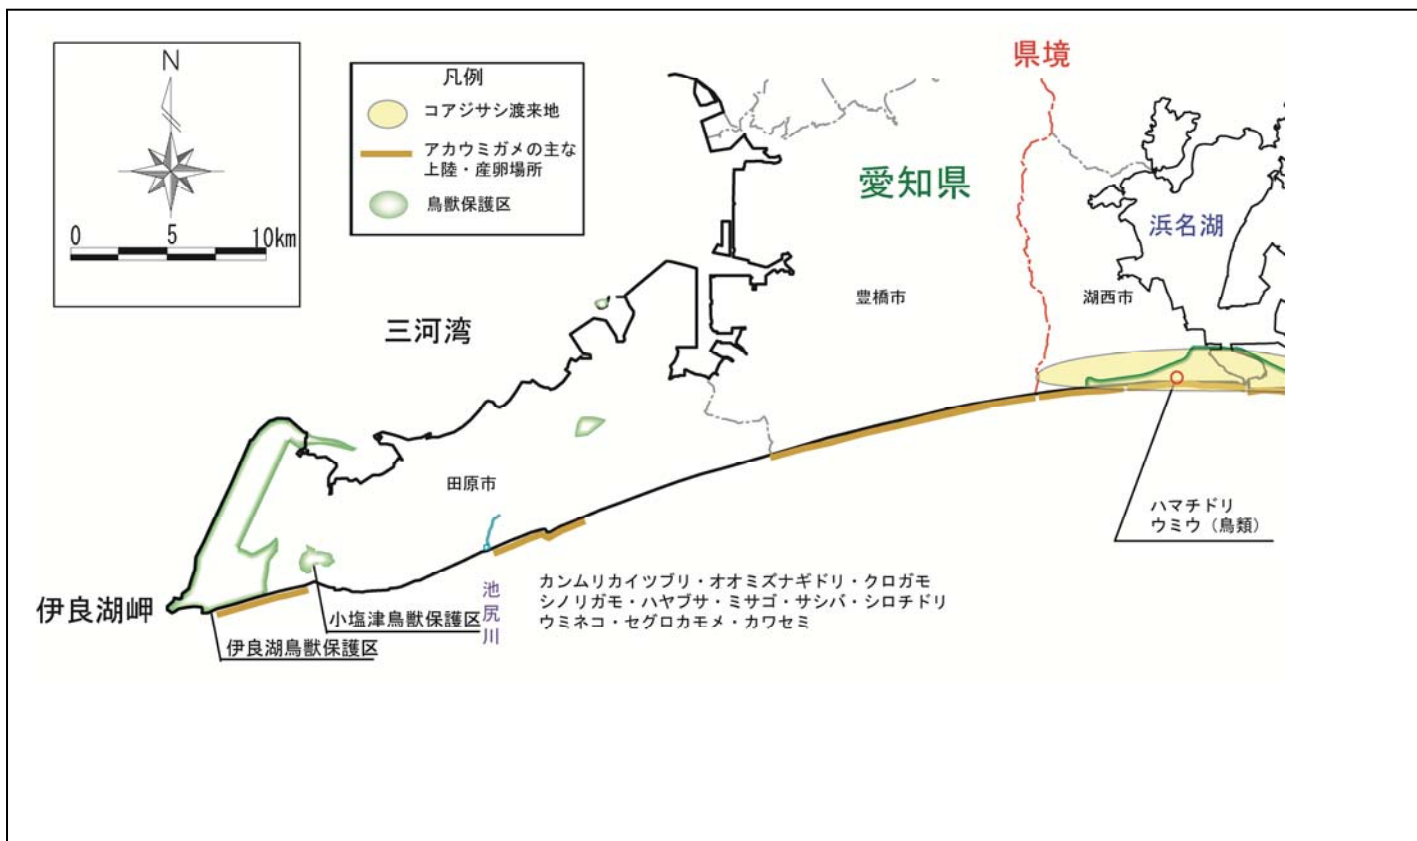 N
0 5 10km
凡例
コアジサシ渡来地
アカウミガメの主な
上陸・産卵場所
鳥獣保護区
県境
愛知県
浜名湖
豊橋市
湖西市
三河湾
田原市
ハマチドリ
ウミウ（鳥類）
伊良湖岬
小塩津鳥獣保護区
伊良湖鳥獣保護区
池尻川
カンムリカイツブリ・オオミズナギドリ・クロガモ
シノリガモ・ハヤブサ・ミサゴ・サシバ・シロチドリ
ウミネコ・セグロカモメ・カワセミ